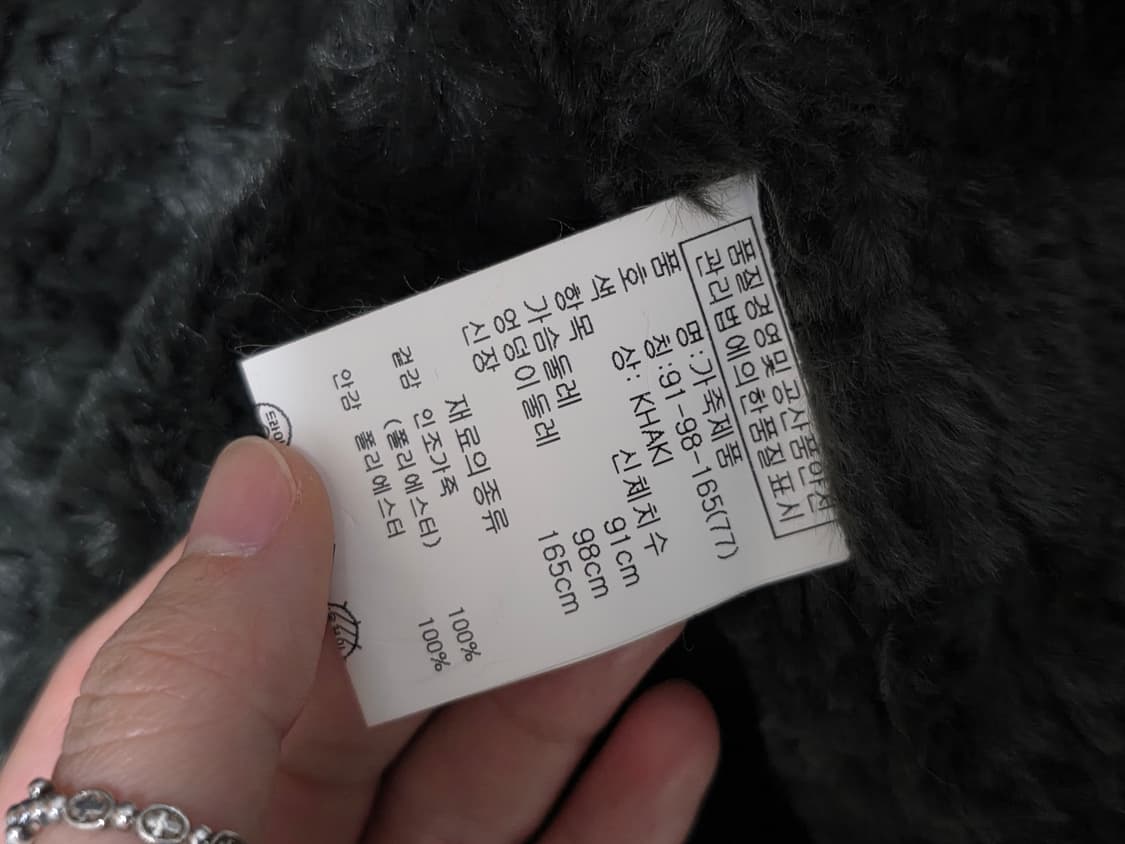 품질경영및공산품안전
관리법에의한품질표시
품 명:가죽제품
호 칭:91-98-165(77)
색 상: KHAKI
항목 신체치수
가슴둘레 91cm
엉덩이둘레 98cm
신장 165cm
재료의종류
겉감 인조가죽 100%
(폴리에스터)
안감 폴리에스터 100%
드라이